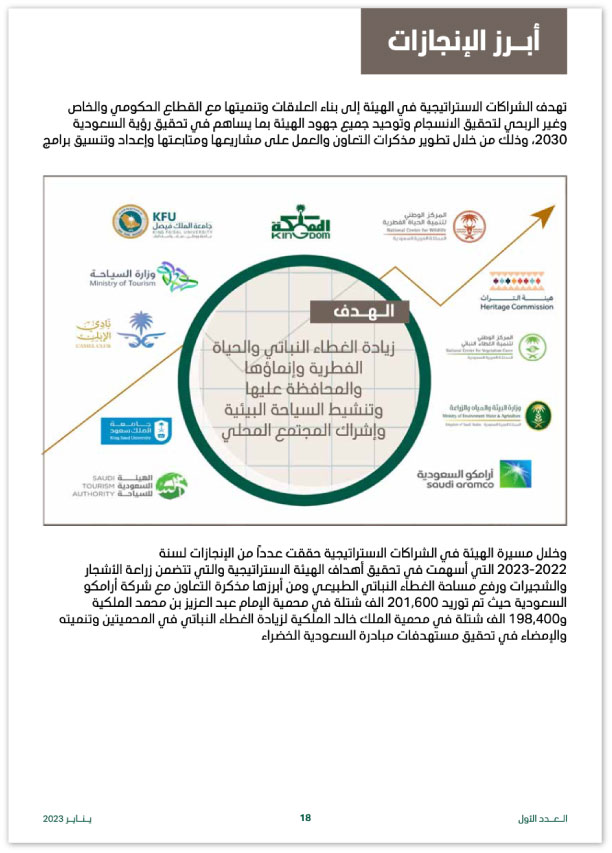 أبـرز الإنجازات
تهدف الشراكات الاستراتيجية في الهيئة إلى بناء العلاقات وتنميتها مع القطاع الحكومي والخاص
وغير الربحي لتحقيق الانسجام وتوحيد جميع جهود الهيئة بما يساهم في تحقيق رؤية السعودية
2030، وذلك من خلال تطوير مذكرات التعاون والعمل على مشاريعها ومتابعتها وإعداد وتنسيق برامج
المركز الوطني
لتنمية الحياة الفطرية
National Center for Wildlife
المملكة
KINGDOM
KFU
جامعة الملك فيصل
KING FAISAL UNIVERSITY
هيئة التراث
Heritage Commission
وزارة السياحة
Ministry of Tourism
المركز الوطني
لتنمية الغطاء النباتي
نادي
الإبل
CAMEL CLUB
وزارة البيئة والمياه والزراعة
Ministry of Environment Water & Agriculture
Kingdom of Saudi Arabia
جامعة
الملك سعود
King Saud University
أرامكو السعودية
saudi aramco
الهيئة
السعودية
للسياحة
SAUDI
TOURISM
AUTHORITY
الـهـدف
زيادة الغطاء النباتي والحياة
الفطرية وإنماؤها
والمحافظة عليها
وتنشيط السياحة البيئية
وإشراك المجتمع المحلي
وخلال مسيرة الهيئة في الشراكات الاستراتيجية حققت عدداً من الإنجازات لسنة
2022-2023 التي أسهمت في تحقيق أهداف الهيئة الاستراتيجية والتي تتضمن زراعة الأشجار
والشجيرات ورفع مساحة الغطاء النباتي الطبيعي ومن أبرزها مذكرة التعاون مع شركة أرامكو
السعودية حيث تم توريد 201,600 الف شتلة في محمية الإمام عبد العزيز بن محمد الملكية
و198,400 الف شتلة في محمية الملك خالد الملكية لزيادة الغطاء النباتي في المحميتين وتنميته
والإمضاء في تحقيق مستهدفات مبادرة السعودية الخضراء
الـعـدد الأول
18
يـنـايـر 2023